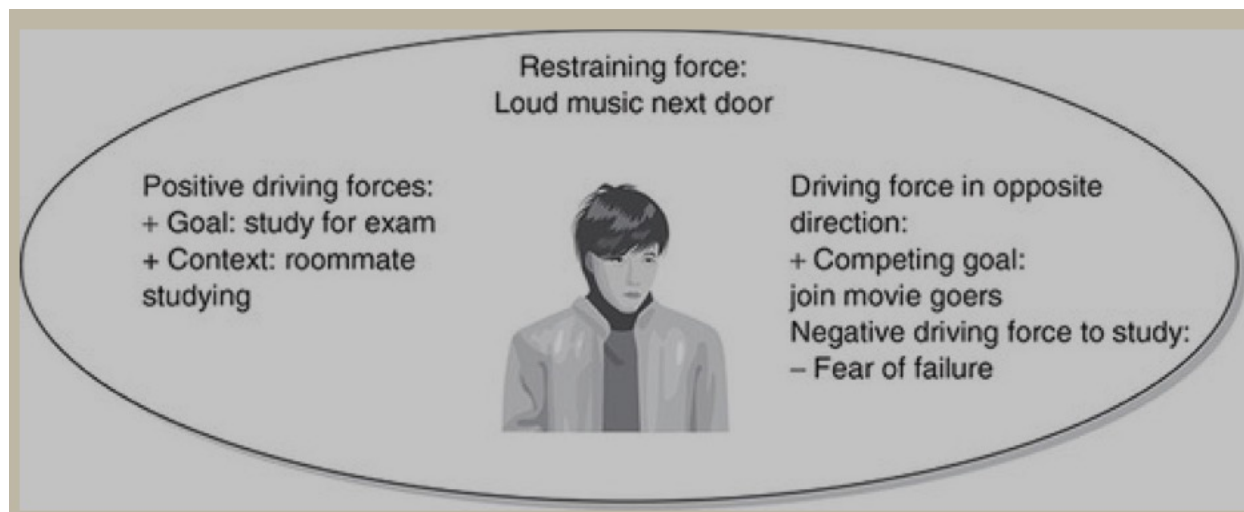 Restraining force:
Loud music next door
Positive driving forces:
+ Goal: study for exam
+ Context: roommate
studying
Driving force in opposite
direction:
+ Competing goal:
join movie goers
Negative driving force to study:
– Fear of failure